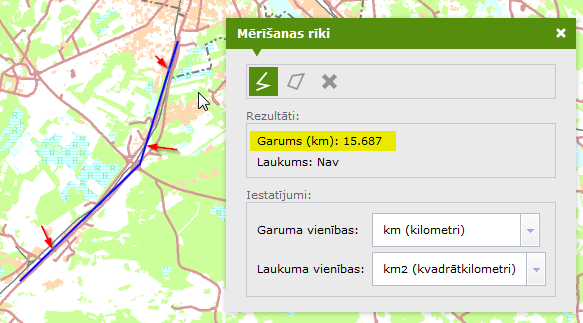 Mērīšanas rīki
Rezultāti:
Garums (km): 15.687
Laukums: Nav
Iestatījumi:
Garuma vienības: km (kilometri)
Laukuma vienības: km2 (kvadrātkilometri)